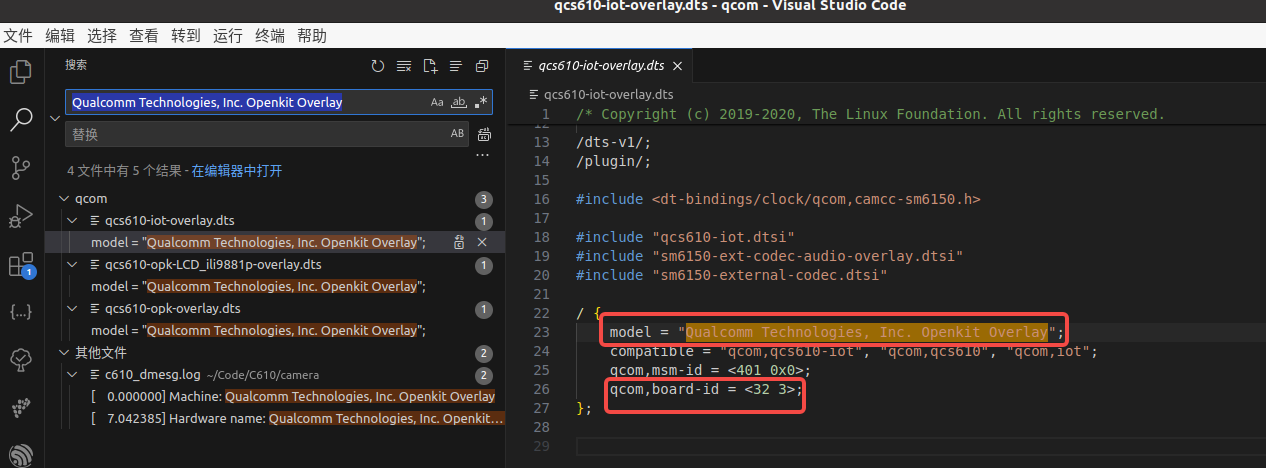 qcs610-iot-overlay.dts - qcom - Visual Studio Code
文件 编辑 选择 查看 转到 运行 终端 帮助
搜索
Qualcomm Technologies, Inc. Openkit Overlay
Aa ab .*
替换
AB
4 文件中有 5 个结果 - 在编辑器中打开
qcom 3
qcs610-iot-overlay.dts 1
model = "Qualcomm Technologies, Inc. Openkit Overlay";
qcs610-opk-LCD_ili9881p-overlay.dts 1
model = "Qualcomm Technologies, Inc. Openkit Overlay";
qcs610-opk-overlay.dts 1
model = "Qualcomm Technologies, Inc. Openkit Overlay";
其他文件 2
c610_dmesg.log ~/Code/C610/camera 2
[ 0.000000] Machine: Qualcomm Technologies, Inc. Openkit Overlay
[ 7.042385] Hardware name: Qualcomm Technologies, Inc. Openkit...
1
qcs610-iot-overlay.dts
qcs610-iot-overlay.dts
1 /* Copyright (c) 2019-2020, The Linux Foundation. All rights reserved.
12
13 /dts-v1/;
14 /plugin/;
15
16 #include <dt-bindings/clock/qcom,camcc-sm6150.h>
17
18 #include "qcs610-iot.dtsi"
19 #include "sm6150-ext-codec-audio-overlay.dtsi"
20 #include "sm6150-external-codec.dtsi"
21
22 / {
23 model = "Qualcomm Technologies, Inc. Openkit Overlay";
24 compatible = "qcom,qcs610-iot", "qcom,qcs610", "qcom,iot";
25 qcom,msm-id = <401 0x0>;
26 qcom,board-id = <32 3>;
27 };
28
29